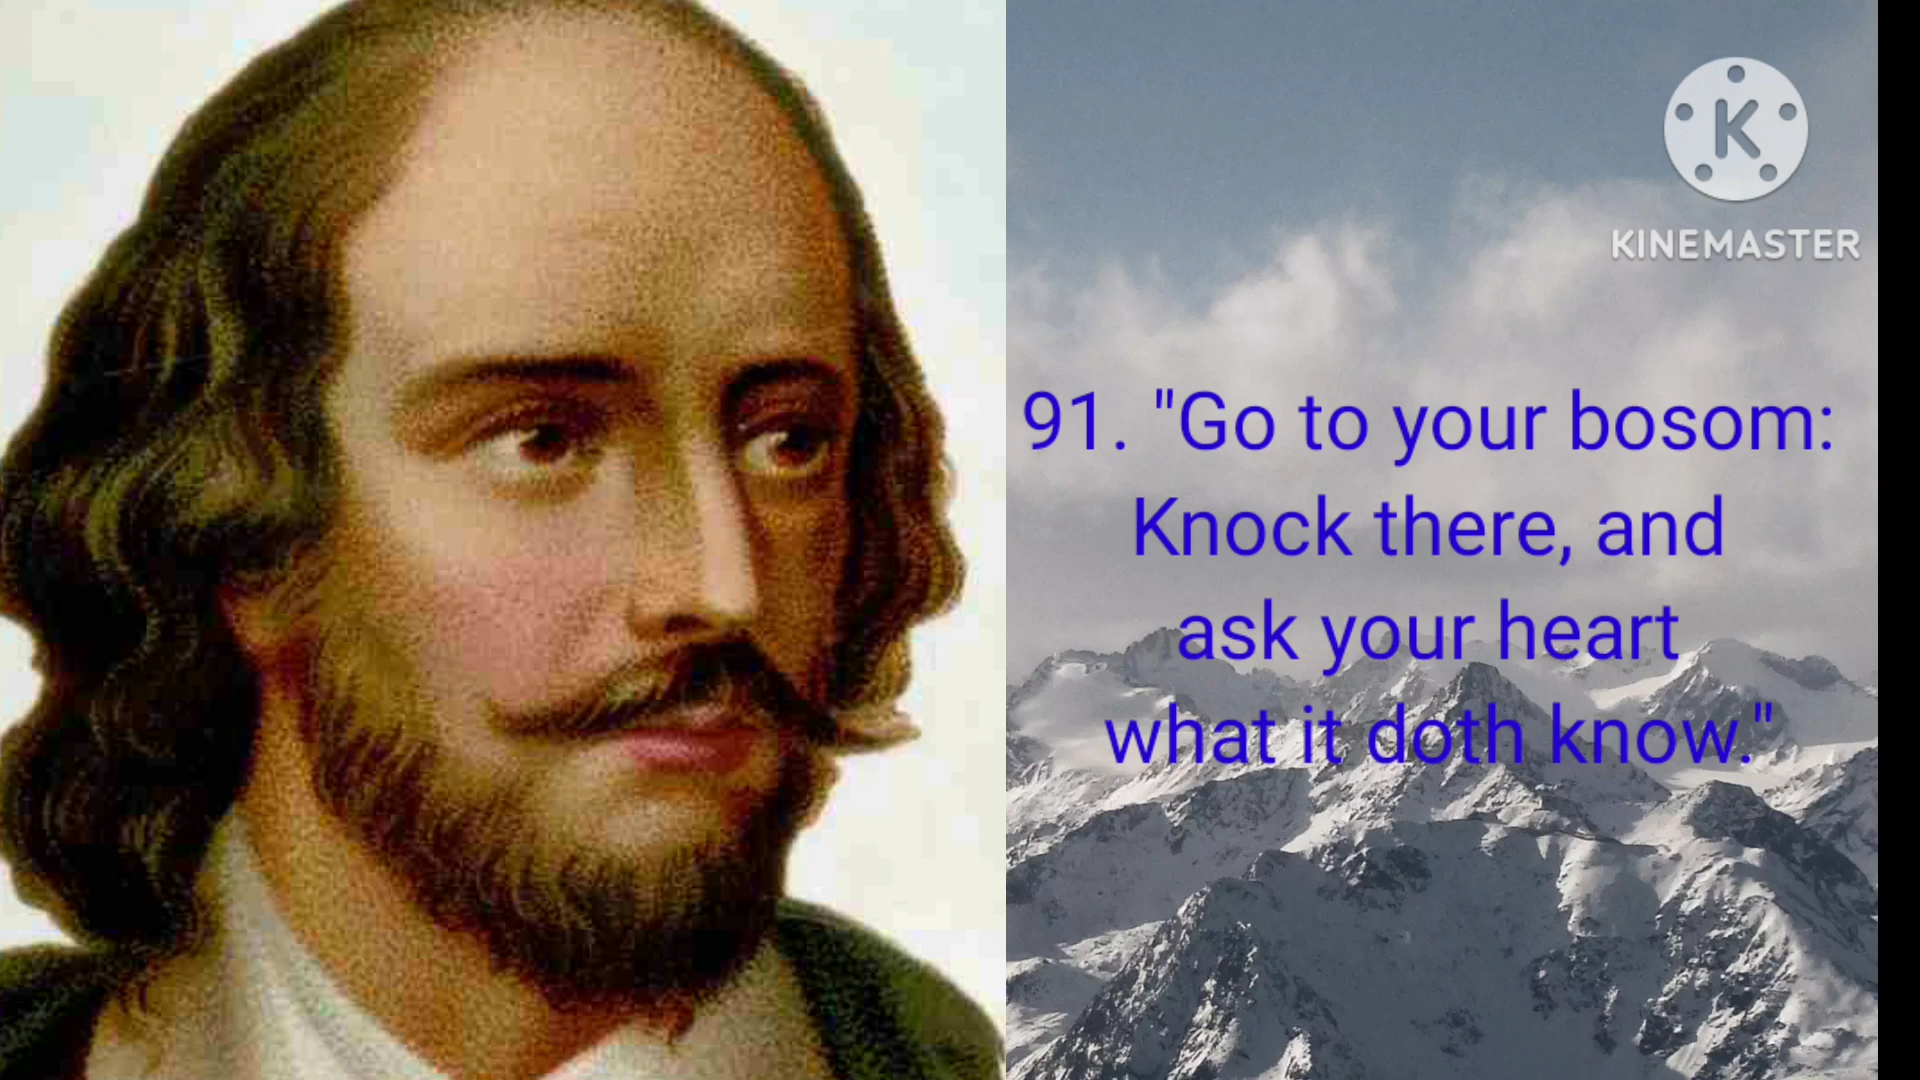 K
KINEMASTER
91. "Go to your bosom:
Knock there, and
ask your heart
what it doth know."